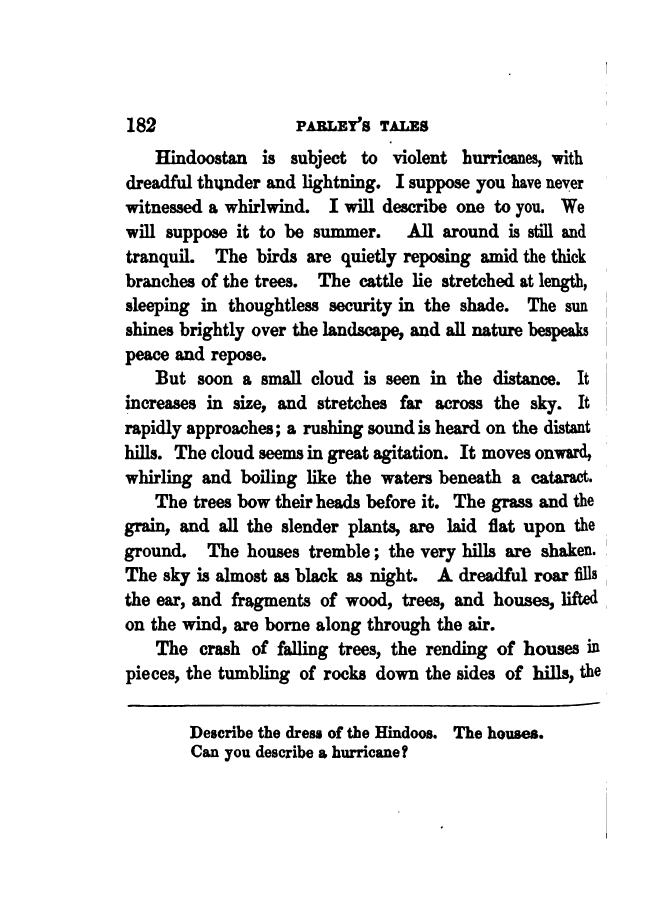 182 PARLEY'S TALES
Hindoostan is subject to violent hurricanes, with
dreadful thunder and lightning. I suppose you have never
witnessed a whirlwind. I will describe one to you. We
will suppose it to be summer. All around is still and
tranquil. The birds are quietly reposing amid the thick
branches of the trees. The cattle lie stretched at length,
sleeping in thoughtless security in the shade. The sun
shines brightly over the landscape, and all nature bespeaks
peace and repose.
But soon a small cloud is seen in the distance. It
increases in size, and stretches far across the sky. It
rapidly approaches; a rushing sound is heard on the distant
hills. The cloud seems in great agitation. It moves onward,
whirling and boiling like the waters beneath a cataract.
The trees bow their heads before it. The grass and the
grain, and all the slender plants, are laid flat upon the
ground. The houses tremble; the very hills are shaken.
The sky is almost as black as night. A dreadful roar fills
the ear, and fragments of wood, trees, and houses, lifted
on the wind, are borne along through the air.
The crash of falling trees, the rending of houses in
pieces, the tumbling of rocks down the sides of hills, the
Describe the dress of the Hindoos. The houses.
Can you describe a hurricane?